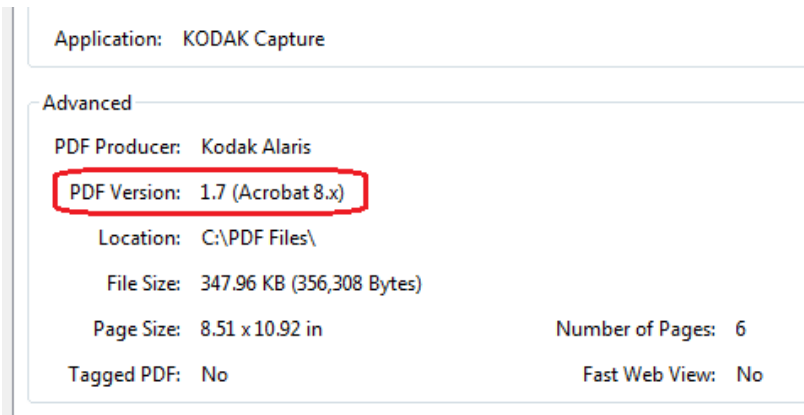 Application: KODAK Capture
Advanced
PDF Producer: Kodak Alaris
PDF Version: 1.7 (Acrobat 8.x)
Location: C:\PDF Files\
File Size: 347.96 KB (356,308 Bytes)
Page Size: 8.51 x 10.92 in Number of Pages: 6
Tagged PDF: No Fast Web View: No